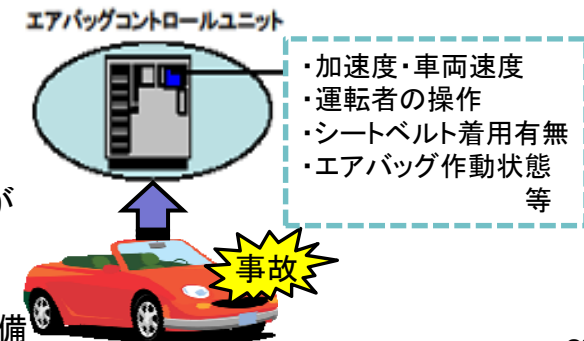 エアバッグコントロールユニット
・加速度・車両速度
・運転者の操作
・シートベルト着用有無
・エアバッグ作動状態
等
が
事故
備